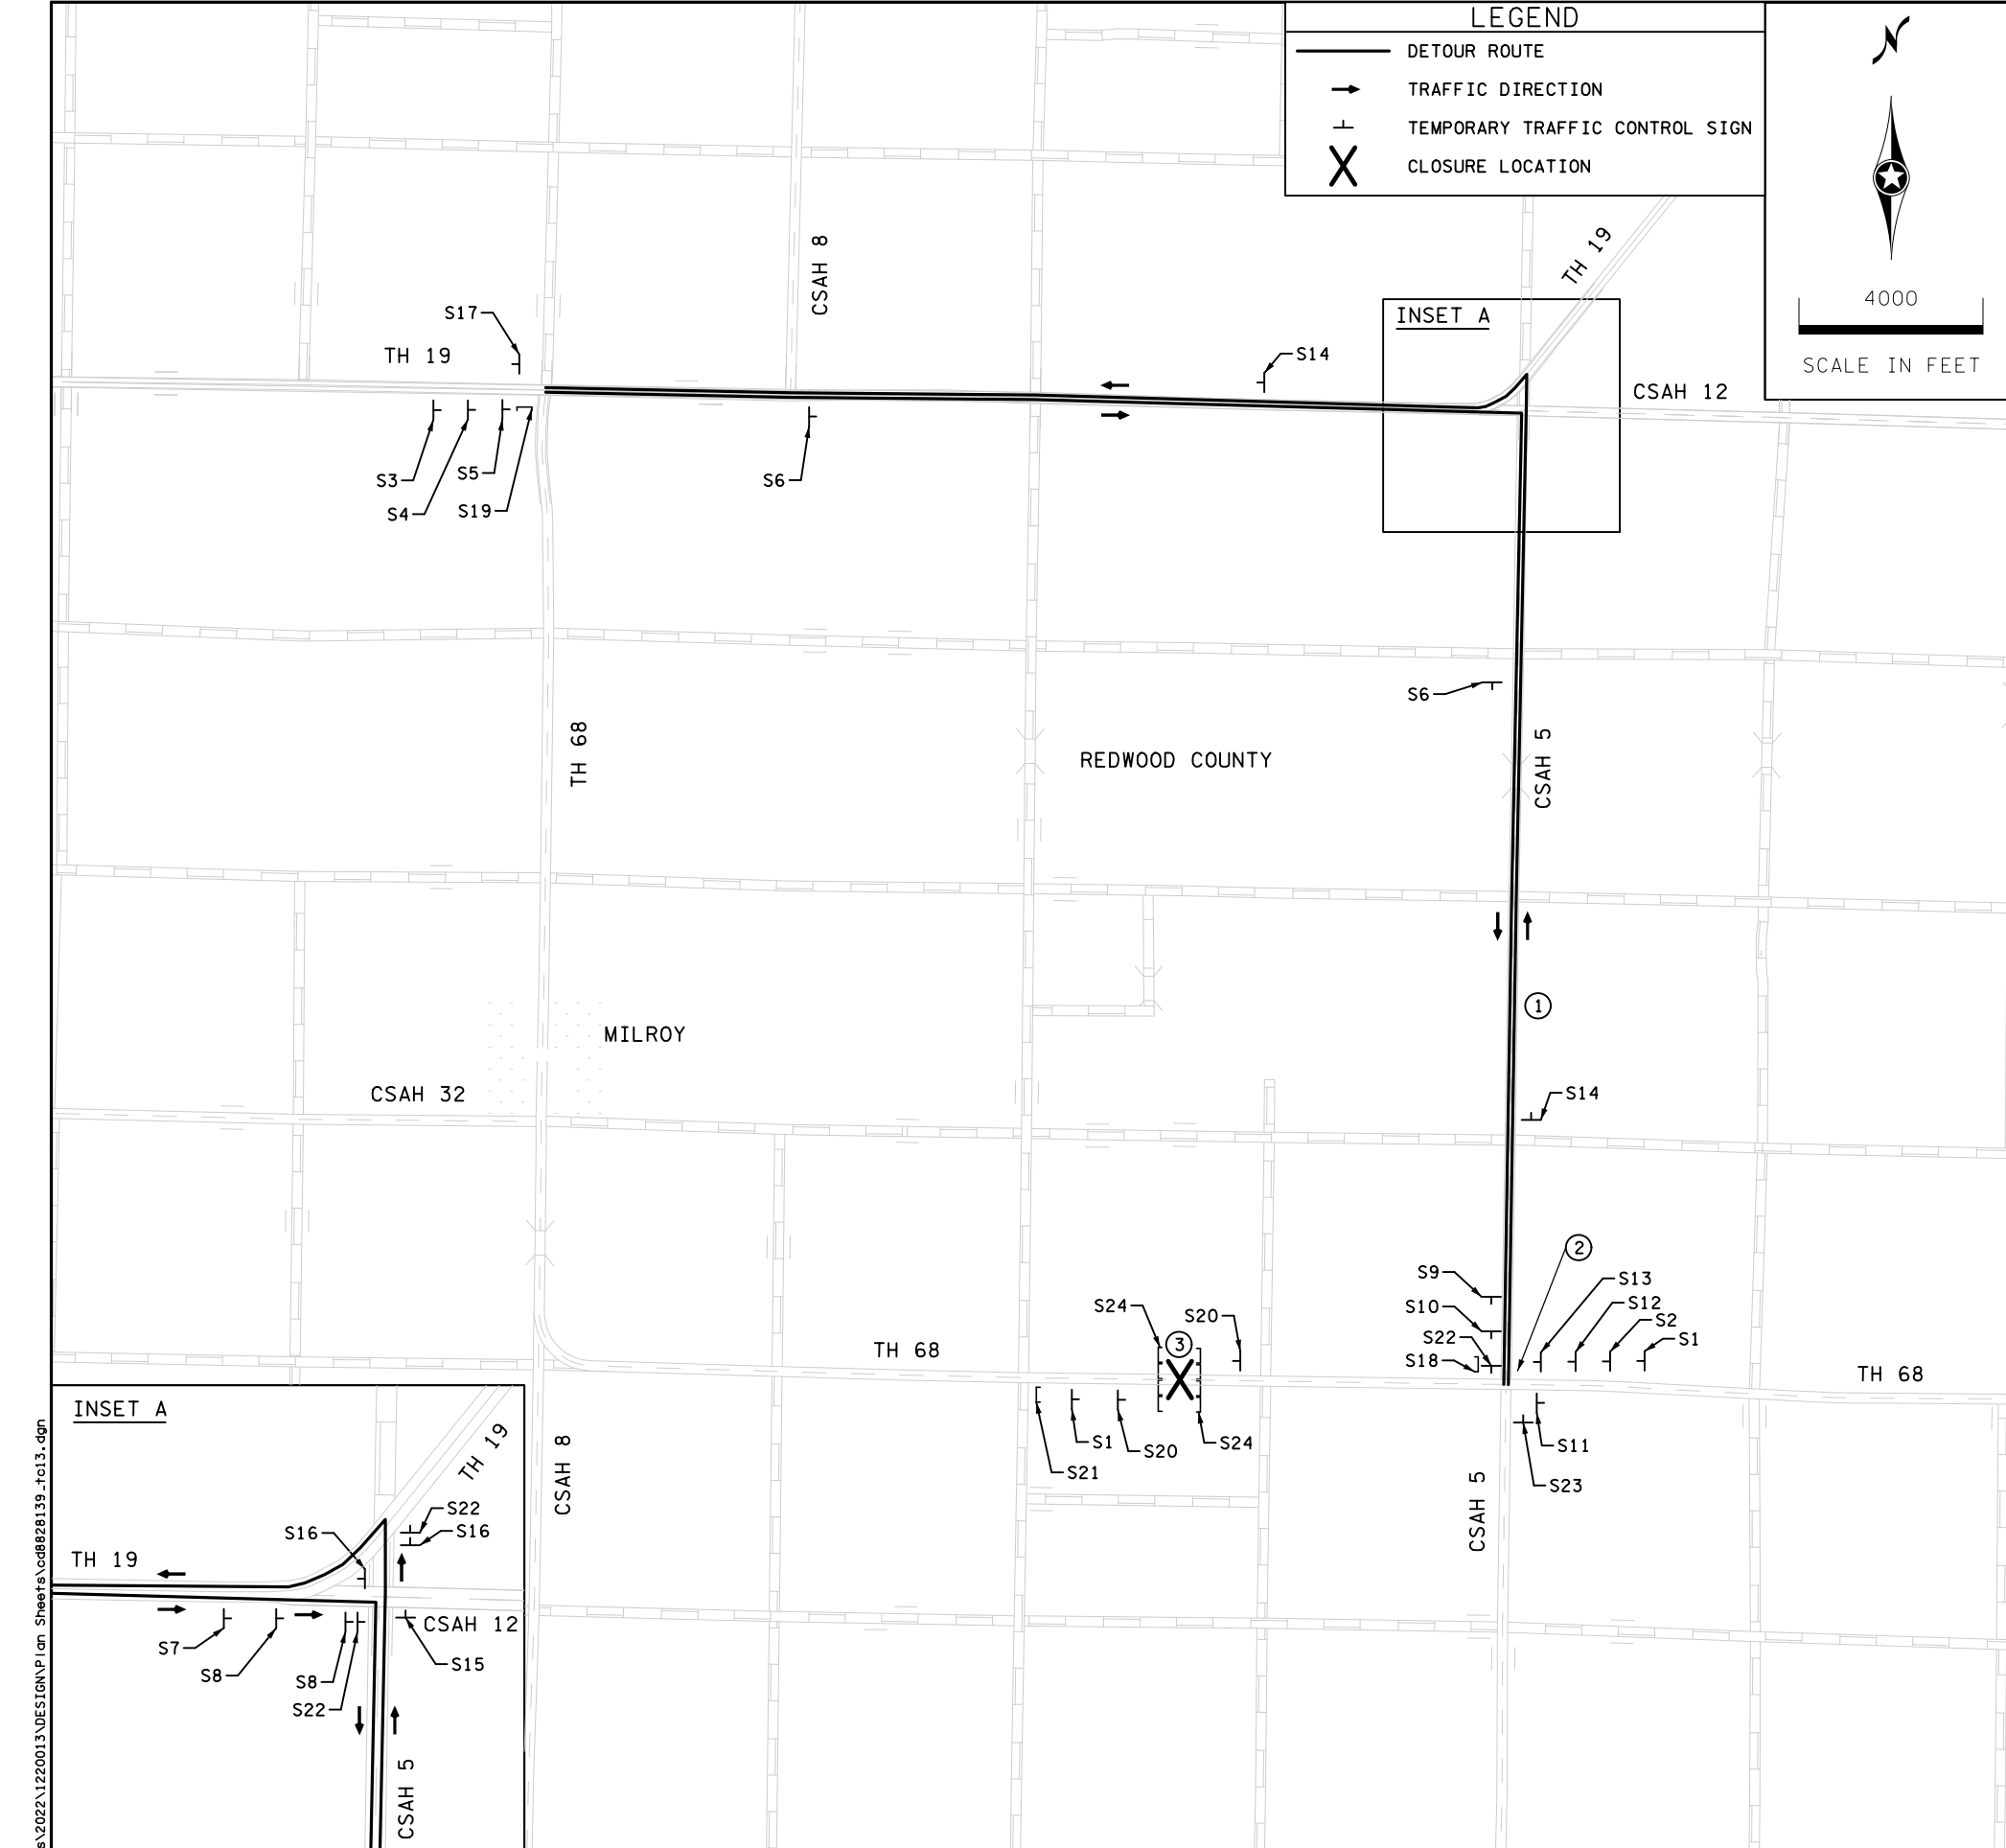 LEGEND
DETOUR ROUTE
TRAFFIC DIRECTION
TEMPORARY TRAFFIC CONTROL SIGN
CLOSURE LOCATION
N
4000
SCALE IN FEET
CSAH 8
TH 19
INSET A
S17
TH 19
S14
CSAH 12
S3
S5
S6
S4
S19
S6
TH 68
CSAH 5
REDWOOD COUNTY
1
MILROY
CSAH 32
S14
2
S9
S13
S24
S10
S12
S20
S2
3
S22
S1
TH 68
S18
TH 68
S1
S20
S24
S11
S21
S23
CSAH 8
CSAH 5
INSET A
TH 19
S22
S16
S16
TH 19
CSAH 12
S7
S15
S8
S8
S22
CSAH 5
s\2022\1220013\DESIGN\Plan Sheets\cd8828139_tc13.dgn